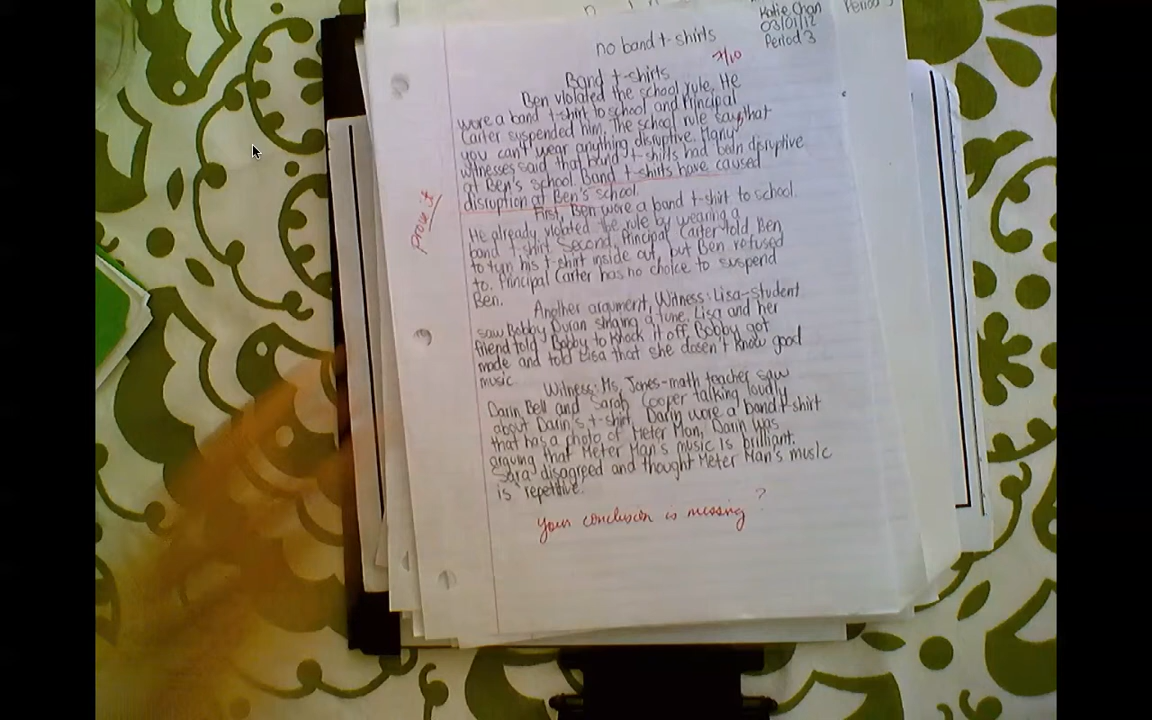 Katie Chan
03/01/12
Period 3
Period
no band t-shirts
7/10
Band t-shirts
Ben violated the school rule. He
wore a band t-shirt to school and Principal
Carter suspended him. The school rule says that
you can't wear anything disruptive. Many
witnesses said that band t-shirts had been disruptive
at Ben's school. Band t-shirts have caused
disruption at Ben's school.
prove it
First, Ben wore a band t-shirt to school.
He already violated the rule by wearing a
band t-shirt. Second, Principal Carter told Ben
to turn his t-shirt inside out, but Ben refused
to. Principal Carter has no choice to suspend
Ben.
Another argument, Witness: Lisa-student
saw Bobby Duran singing a tune. Lisa and her
friend told Bobby to knock it off. Bobby got
made and told Lisa that she dosen't know good
music.
Witness: Ms. Jones-math teacher saw
Darin Bell and Sarah Cooper talking loudly
about Darin's t-shirt. Darin wore a band t-shirt
that has a photo of Meter Man. Darin was
arguing that Meter Man's music is brilliant.
Sara disagreed and thought Meter Man's music
is repetitive.
Your conclusion is missing?